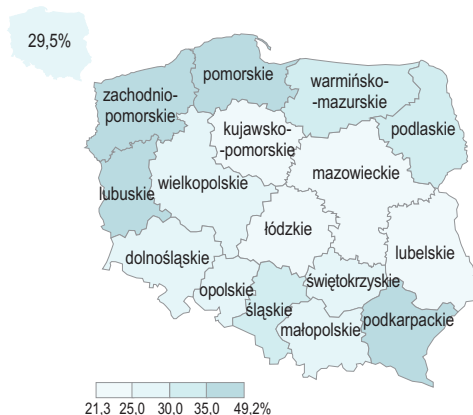 29,5%
pomorskie
zachodnio-
-pomorskie
warmińsko-
-mazurskie
kujawsko-
-pomorskie
podlaskie
mazowieckie
wielkopolskie
lubuskie
łódzkie
lubelskie
dolnośląskie
świętokrzyskie
opolskie
śląskie
podkarpackie
małopolskie
21,3 25,0 30,0 35,0 49,2%